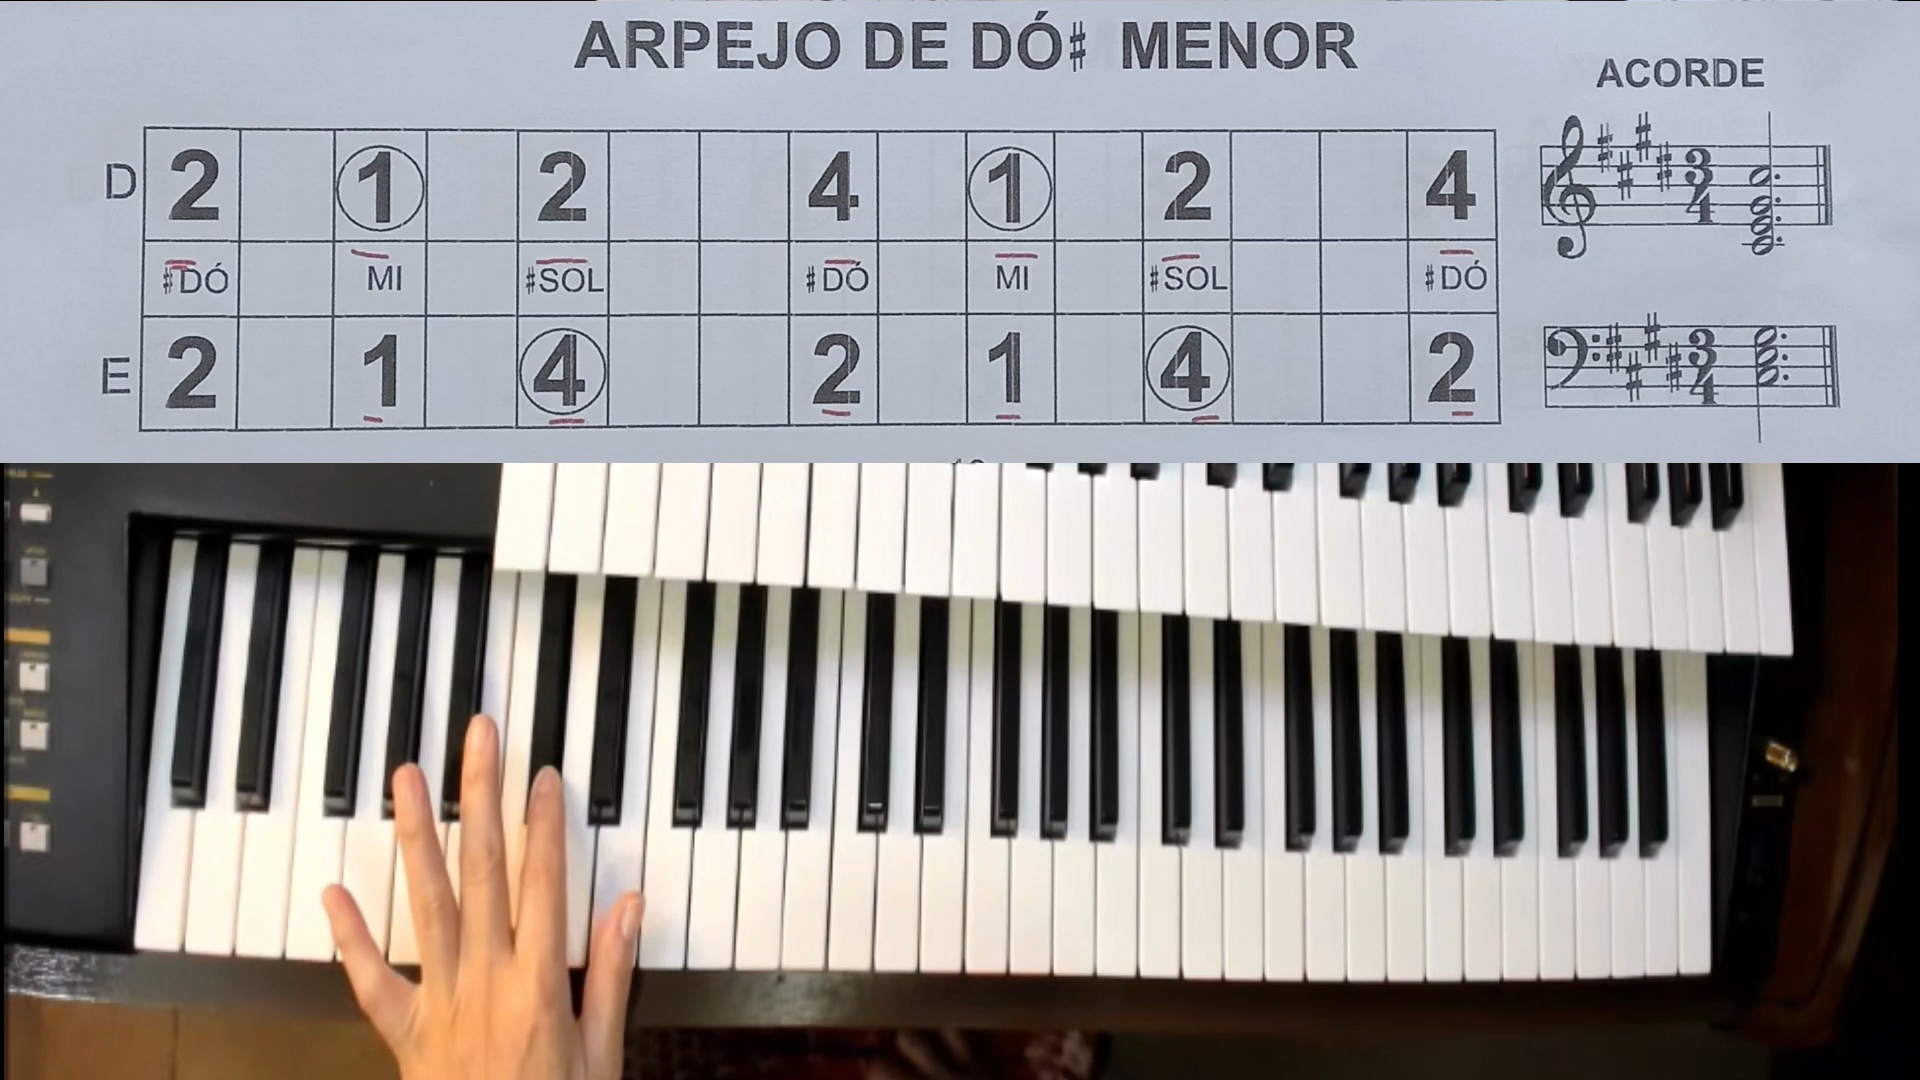 ARPEJO DE DÓ♯ MENOR
ACORDE
D 2 1 2 4 1 2 4
♯DÓ MI ♯SOL ♯DÓ MI ♯SOL ♯DÓ
E 2 1 4 2 1 4 2
3
4
3
4